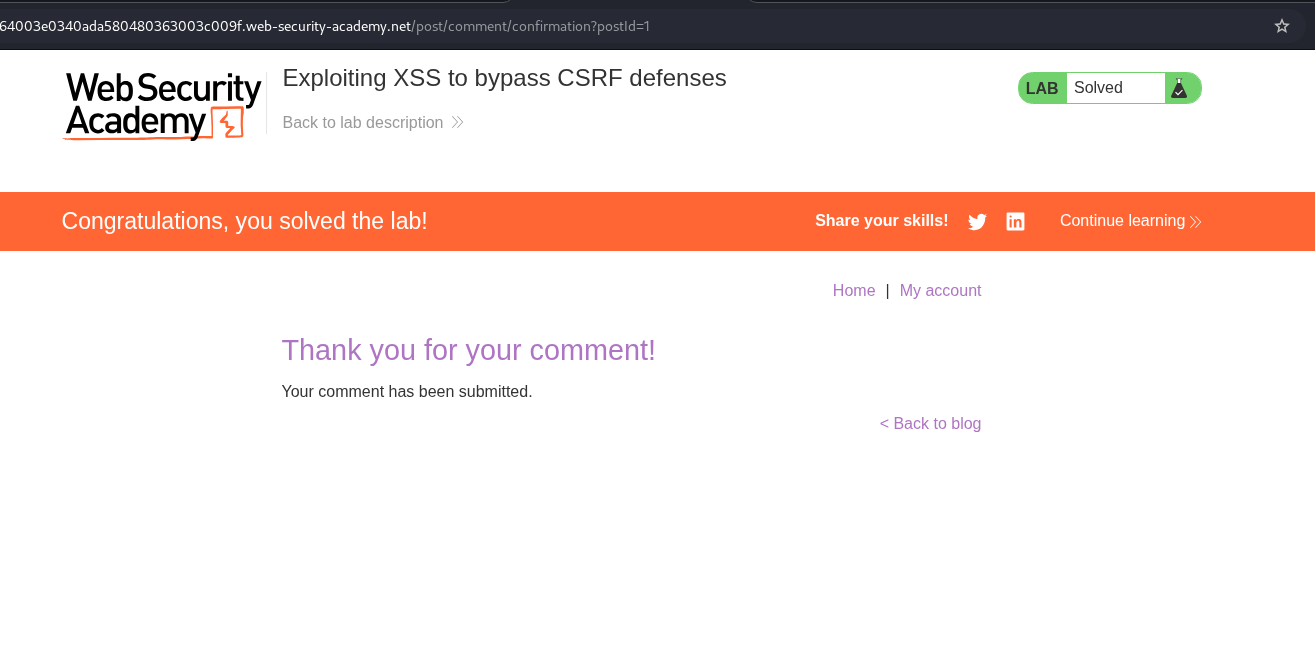 64003e0340ada580480363003c009f.web-security-academy.net/post/comment/confirmation?postId=1
Web Security
Academy
Exploiting XSS to bypass CSRF defenses
Back to lab description
LAB Solved
Congratulations, you solved the lab!
Share your skills!
Continue learning
Home | My account
Thank you for your comment!
Your comment has been submitted.
< Back to blog